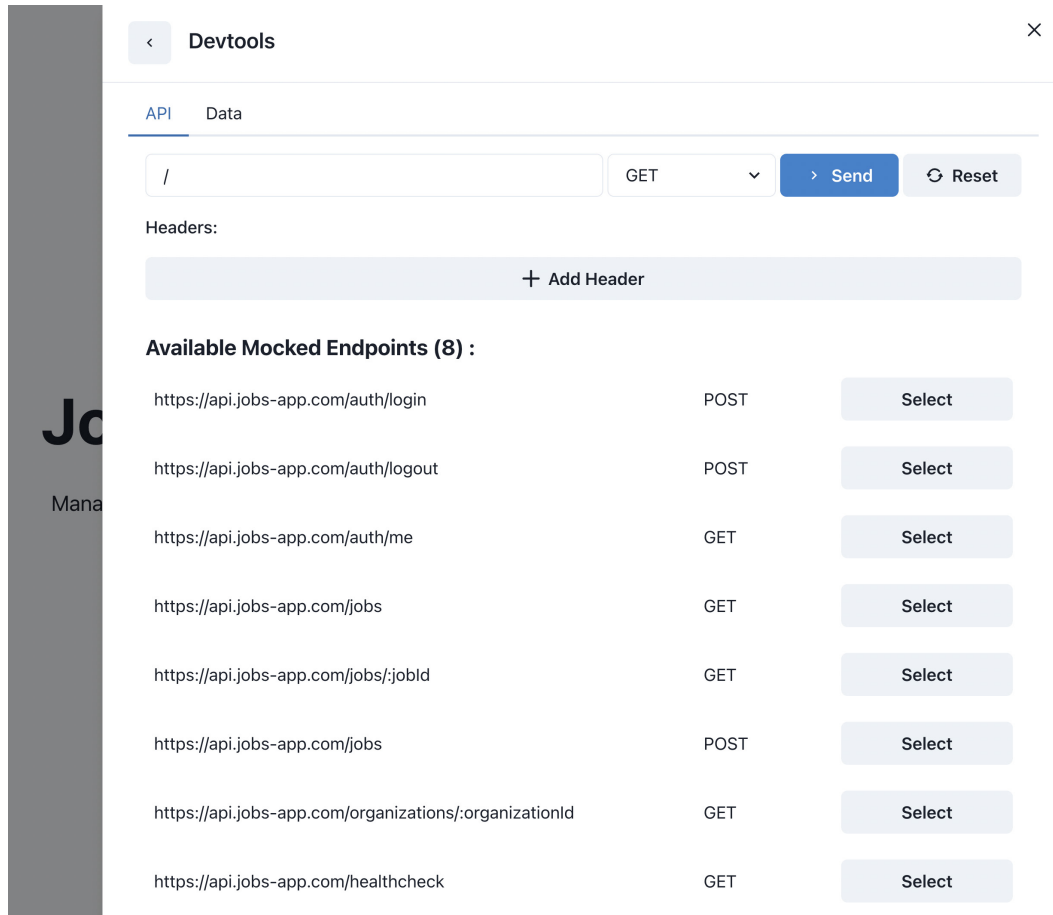 Devtools
API Data
/ GET Send Reset
Headers:
Add Header
Available Mocked Endpoints (8) :
https://api.jobs-app.com/auth/login POST Select
https://api.jobs-app.com/auth/logout POST Select
https://api.jobs-app.com/auth/me GET Select
https://api.jobs-app.com/jobs GET Select
https://api.jobs-app.com/jobs/:jobId GET Select
https://api.jobs-app.com/jobs POST Select
https://api.jobs-app.com/organizations/:organizationId GET Select
https://api.jobs-app.com/healthcheck GET Select
Jo
Mana